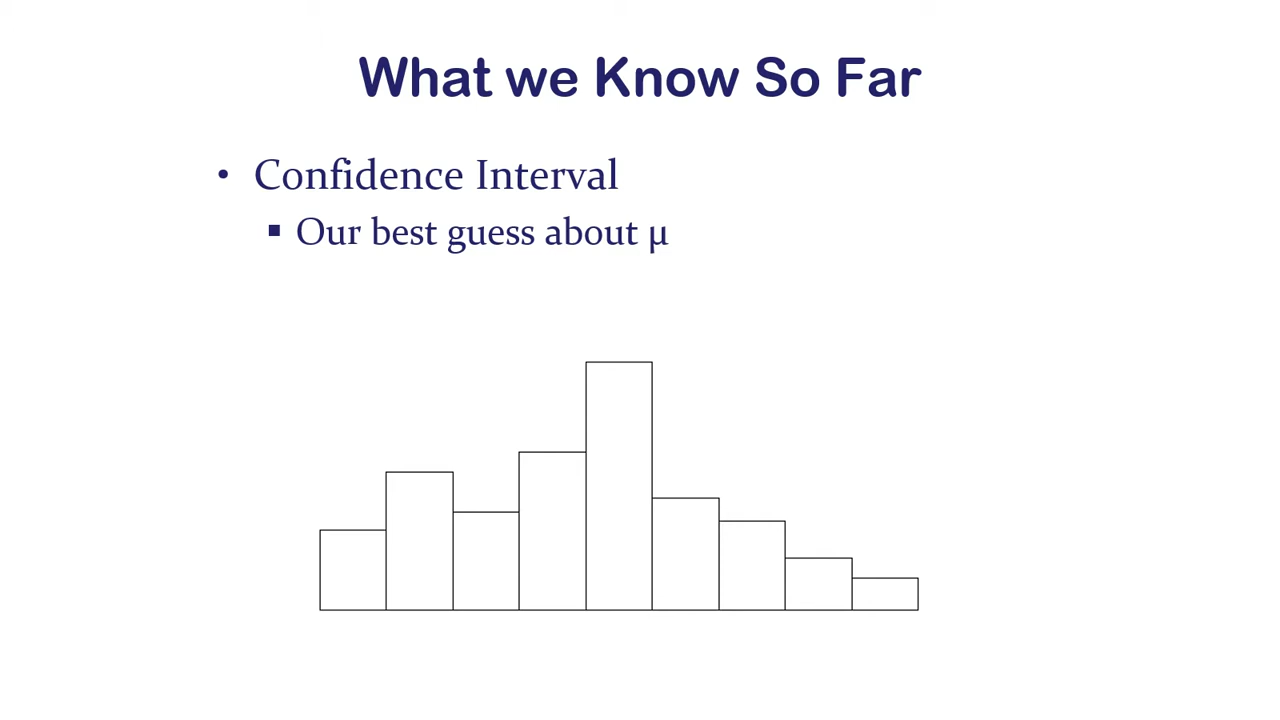 What we Know So Far
• Confidence Interval
▪ Our best guess about μ